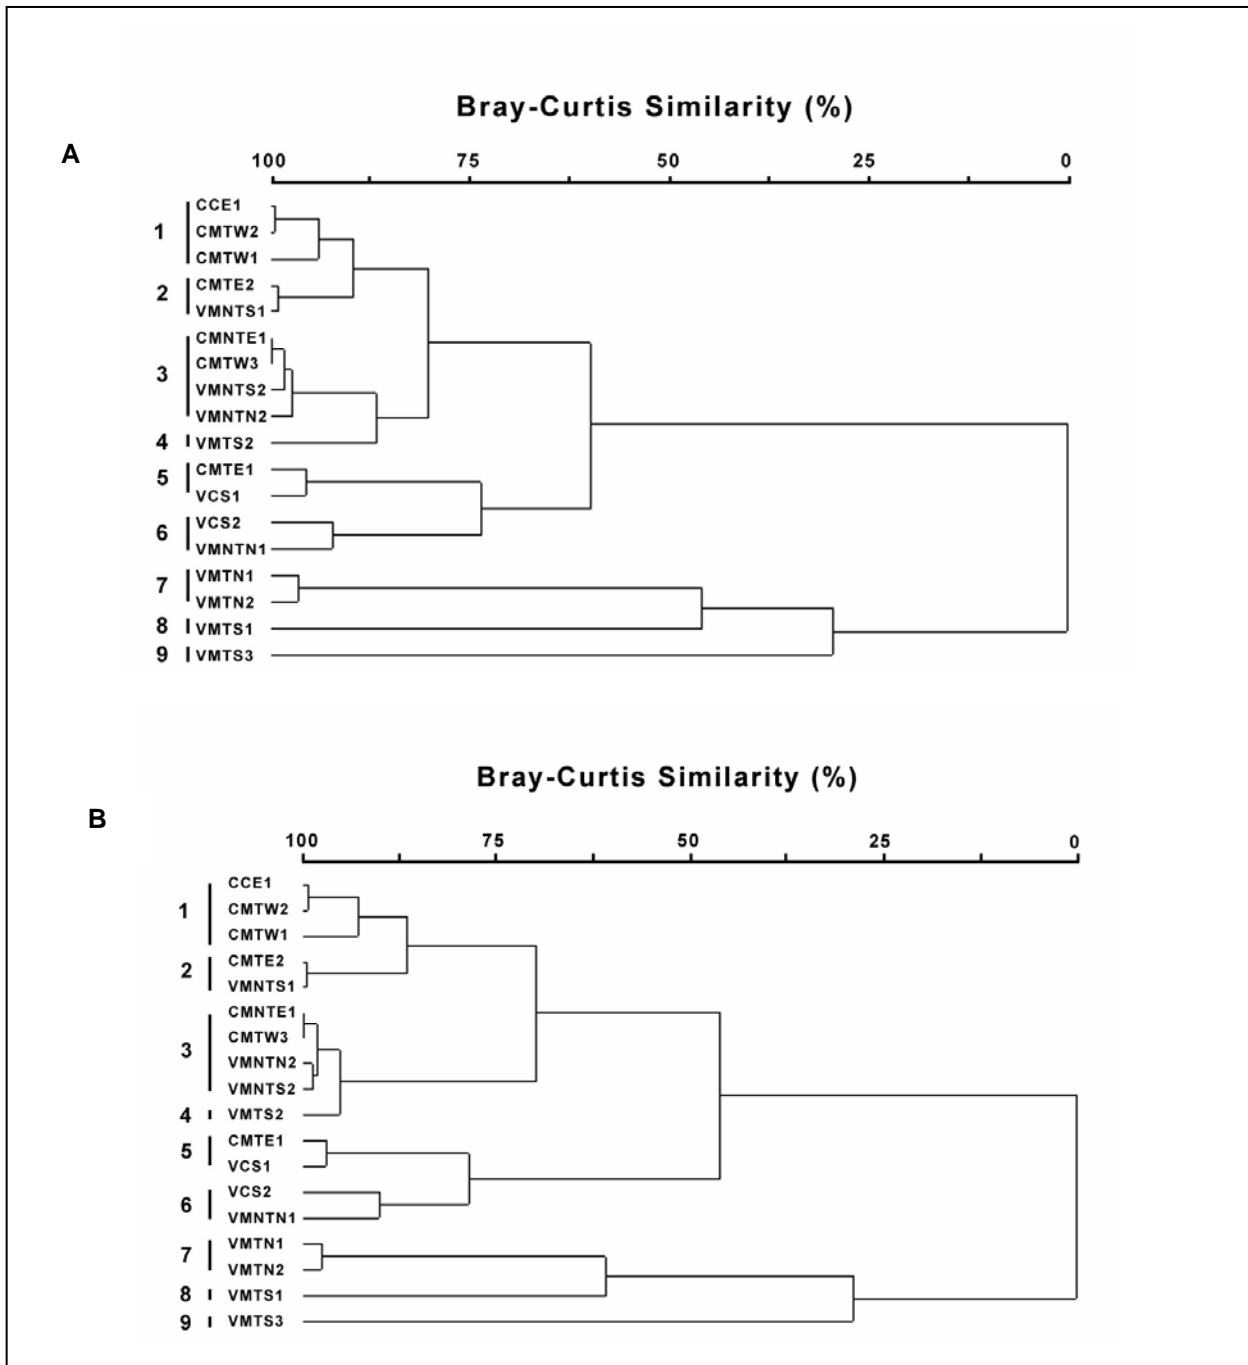 Bray-Curtis Similarity (%)
A
100 75 50 25 0
CCE1
1 CMTW2
CMTW1
2 CMTE2
VMNTS1
CMNTE1
3 CMTW3
VMNTS2
VMNTN2
4 VMTS2
5 CMTE1
VCS1
6 VCS2
VMNTN1
7 VMTN1
VMTN2
8 VMTS1
9 VMTS3
Bray-Curtis Similarity (%)
B
100 75 50 25 0
CCE1
1 CMTW2
CMTW1
2 CMTE2
VMNTS1
CMNTE1
3 CMTW3
VMNTN2
VMNTS2
4 VMTS2
5 CMTE1
VCS1
6 VCS2
VMNTN1
7 VMTN1
VMTN2
8 VMTS1
9 VMTS3